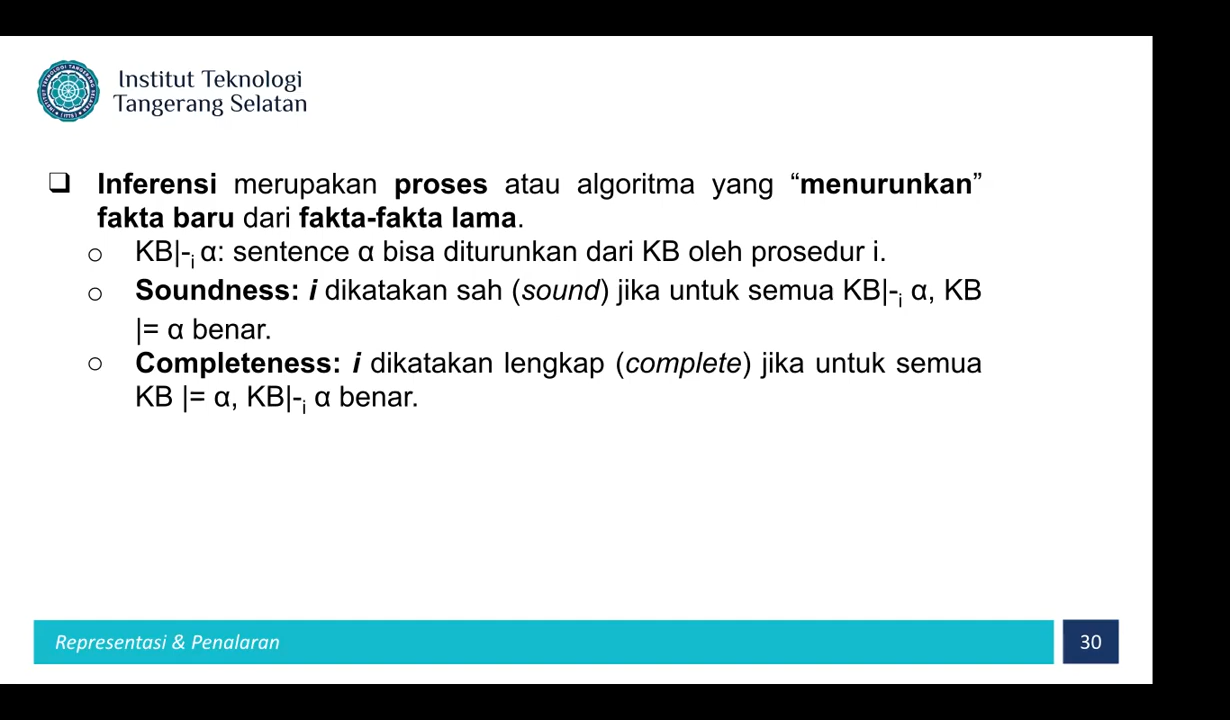 Institut Teknologi
Tangerang Selatan
❑ Inferensi merupakan proses atau algoritma yang “menurunkan”
fakta baru dari fakta-fakta lama.
o KB|-i α: sentence α bisa diturunkan dari KB oleh prosedur i.
o Soundness: i dikatakan sah (sound) jika untuk semua KB|-i α, KB
|= α benar.
o Completeness: i dikatakan lengkap (complete) jika untuk semua
KB |= α, KB|-i α benar.
Representasi & Penalaran
30